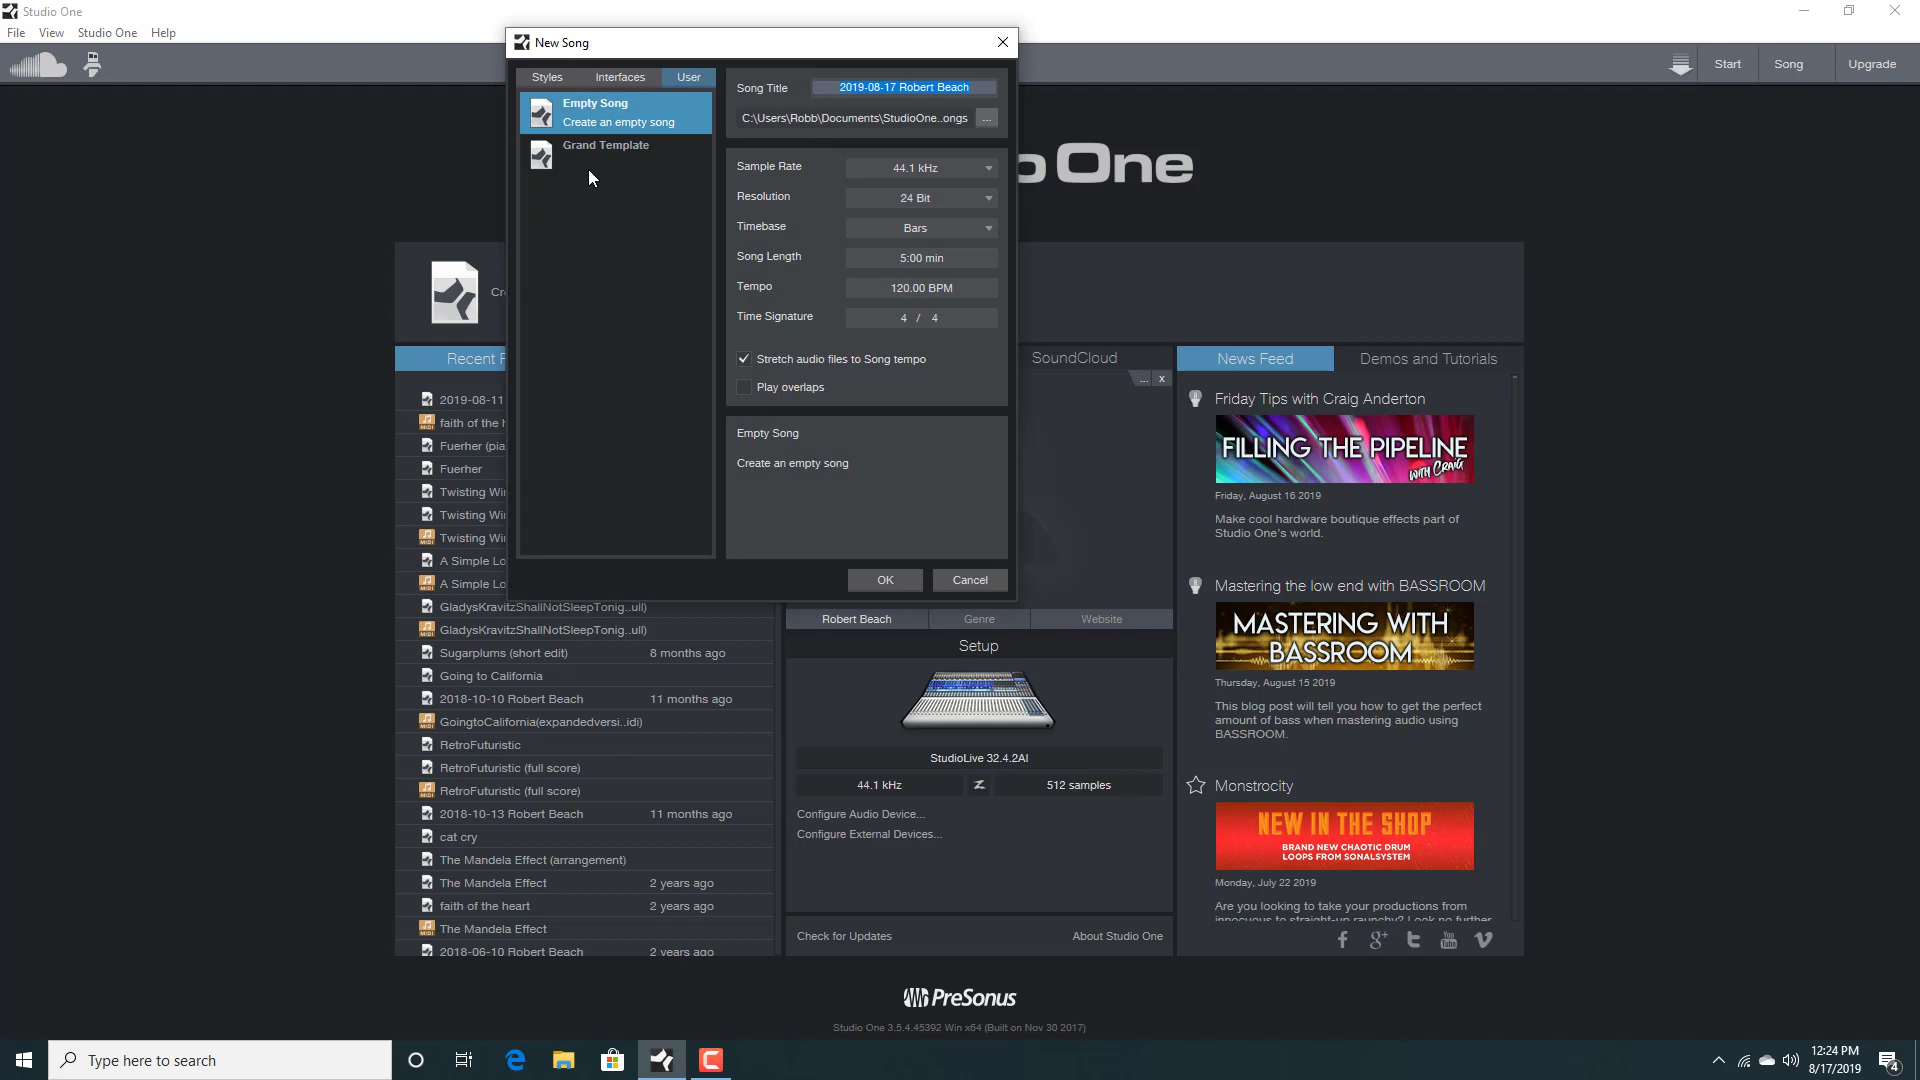 Studio One
File View Studio One Help
Start Song Upgrade
New Song
Styles Interfaces User
Empty Song
Create an empty song
Grand Template
Song Title 2019-08-17 Robert Beach
C:\Users\Robb\Documents\StudioOne..ongs ...
Sample Rate 44.1 kHz
Resolution 24 Bit
Timebase Bars
Song Length 5:00 min
Tempo 120.00 BPM
Time Signature 4 / 4
Stretch audio files to Song tempo
Play overlaps
Empty Song
Create an empty song
OK Cancel
One
Recent
2019-08-11
faith of the
Fuerher (pia
Fuerher
Twisting Wi
Twisting Wi
Twisting Wi
A Simple Lo
A Simple Lo
GladysKravitzShallNotSleepTonig..ull)
GladysKravitzShallNotSleepTonig..ull)
Sugarplums (short edit) 8 months ago
Going to California
2018-10-10 Robert Beach 11 months ago
GoingtoCalifornia(expandedversi..idi)
RetroFuturistic
RetroFuturistic (full score)
RetroFuturistic (full score)
2018-10-13 Robert Beach 11 months ago
cat cry
The Mandela Effect (arrangement)
The Mandela Effect 2 years ago
faith of the heart 2 years ago
The Mandela Effect
2018-06-10 Robert Beach 2 years ago
SoundCloud
... x
Robert Beach Genre Website
Setup
StudioLive 32.4.2AI
44.1 kHz Z 512 samples
Configure Audio Device...
Configure External Devices...
Check for Updates About Studio One
News Feed Demos and Tutorials
Friday Tips with Craig Anderton
FILLING THE PIPELINE
WITH CRAIG
Friday, August 16 2019
Make cool hardware boutique effects part of
Studio One's world.
Mastering the low end with BASSROOM
MASTERING WITH
BASSROOM
Thursday, August 15 2019
This blog post will tell you how to get the perfect
amount of bass when mastering audio using
BASSROOM.
Monstrocity
NEW IN THE SHOP
BRAND NEW CHAOTIC DRUM
LOOPS FROM SONALSYSTEM
Monday, July 22 2019
Are you looking to take your productions from
innocuous to straight-up raunchy? Look no further
PreSonus
Studio One 3.5.4.45392 Win x64 (Built on Nov 30 2017)
Type here to search
12:24 PM
8/17/2019
4